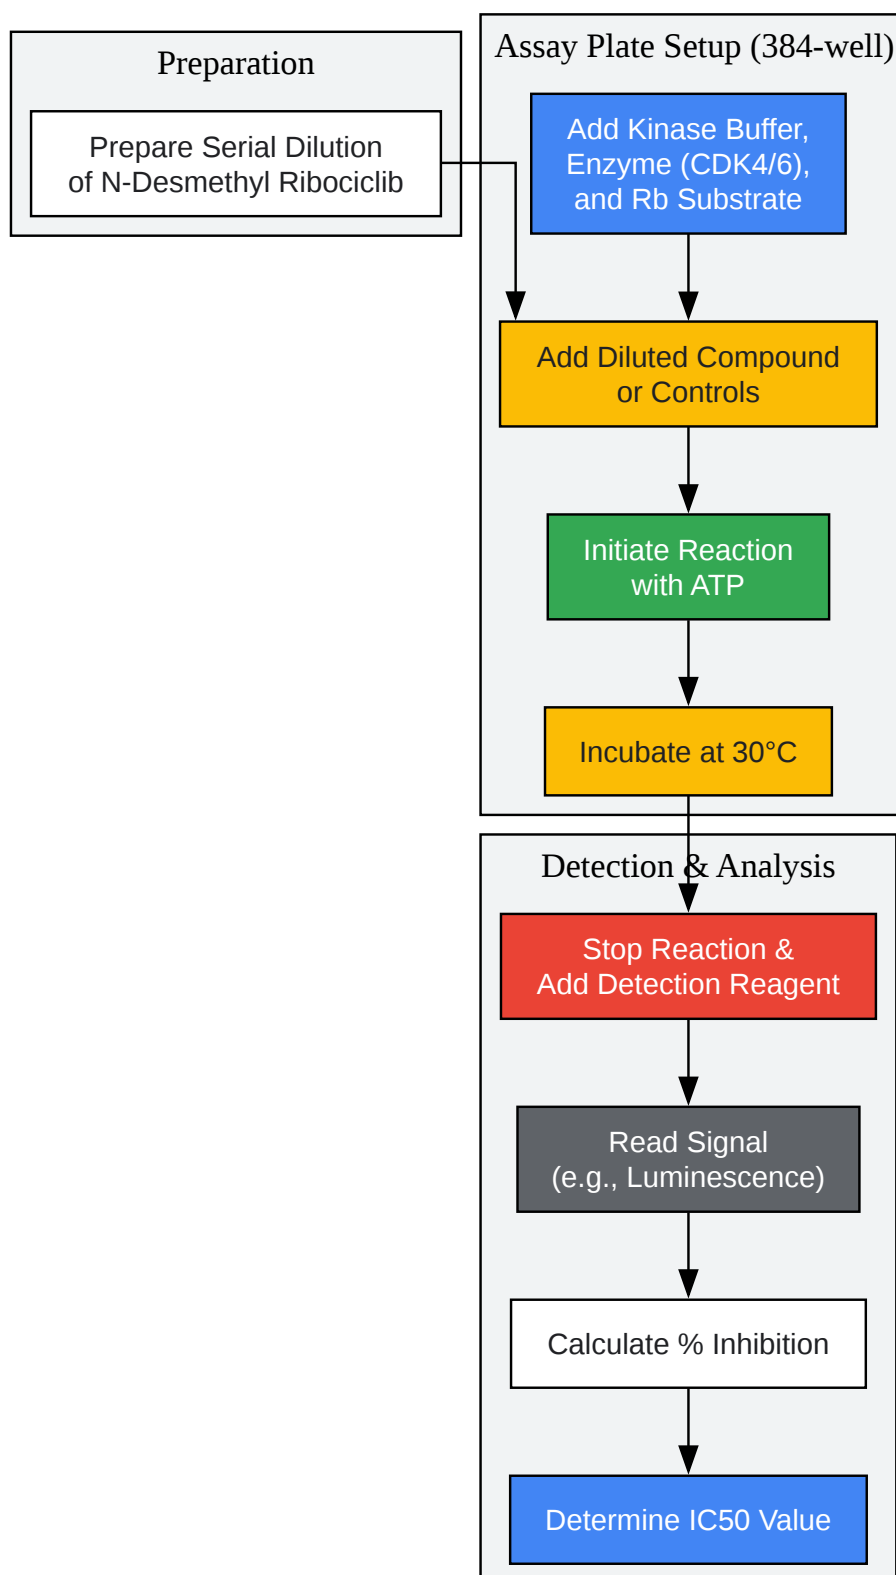 Preparation
Prepare Serial Dilution
of N-Desmethyl Ribociclib
Assay Plate Setup (384-well)
Add Kinase Buffer,
Enzyme (CDK4/6),
and Rb Substrate
Add Diluted Compound
or Controls
Initiate Reaction
with ATP
Incubate at 30°C
Detection & Analysis
Stop Reaction &
Add Detection Reagent
Read Signal
(e.g., Luminescence)
Calculate % Inhibition
Determine IC50 Value